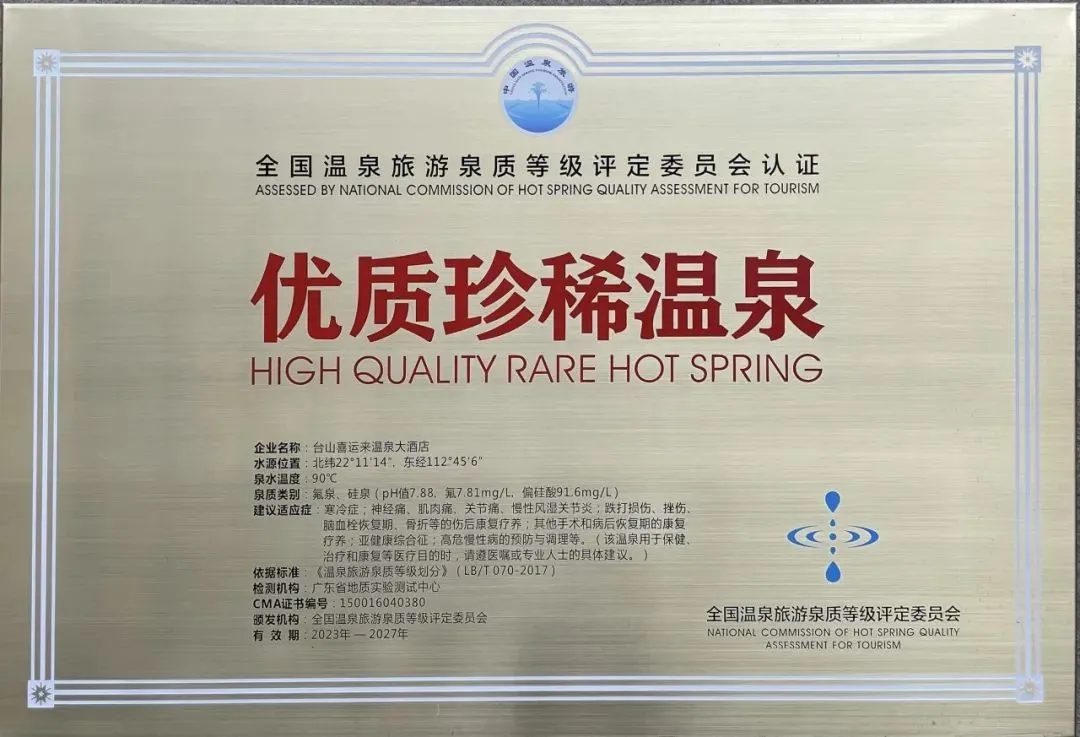 中国温泉旅游
全国温泉旅游泉质等级评定委员会认证
ASSESSED BY NATIONAL COMMISSION OF HOT SPRING QUALITY ASSESSMENT FOR TOURISM
优质珍稀温泉
HIGH QUALITY RARE HOT SPRING
企业名称：台山喜运来温泉大酒店
水源位置：北纬22°11'14"，东经112°45'6"
泉水温度：90℃
泉质类别：氟泉、硅泉（pH值7.88，氟7.81mg/L，偏硅酸91.6mg/L）
建议适应症：寒冷症；神经痛、肌肉痛、关节痛、慢性风湿关节炎；跌打损伤、挫伤、
脑血栓恢复期、骨折等的伤后康复疗养；其他手术和病后恢复期的康复
疗养；亚健康综合征；高危慢性病的预防与调理等。（该温泉用于保健、
治疗和康复等医疗目的时，请遵医嘱或专业人士的具体建议。）
依据标准：《温泉旅游泉质等级划分》（LB/T 070-2017）
检测机构：广东省地质实验测试中心
CMA证书编号：150016040380
颁发机构：全国温泉旅游泉质等级评定委员会
有 效 期：2023年 — 2027年
全国温泉旅游泉质等级评定委员会
NATIONAL COMMISSION OF HOT SPRING QUALITY
ASSESSMENT FOR TOURISM